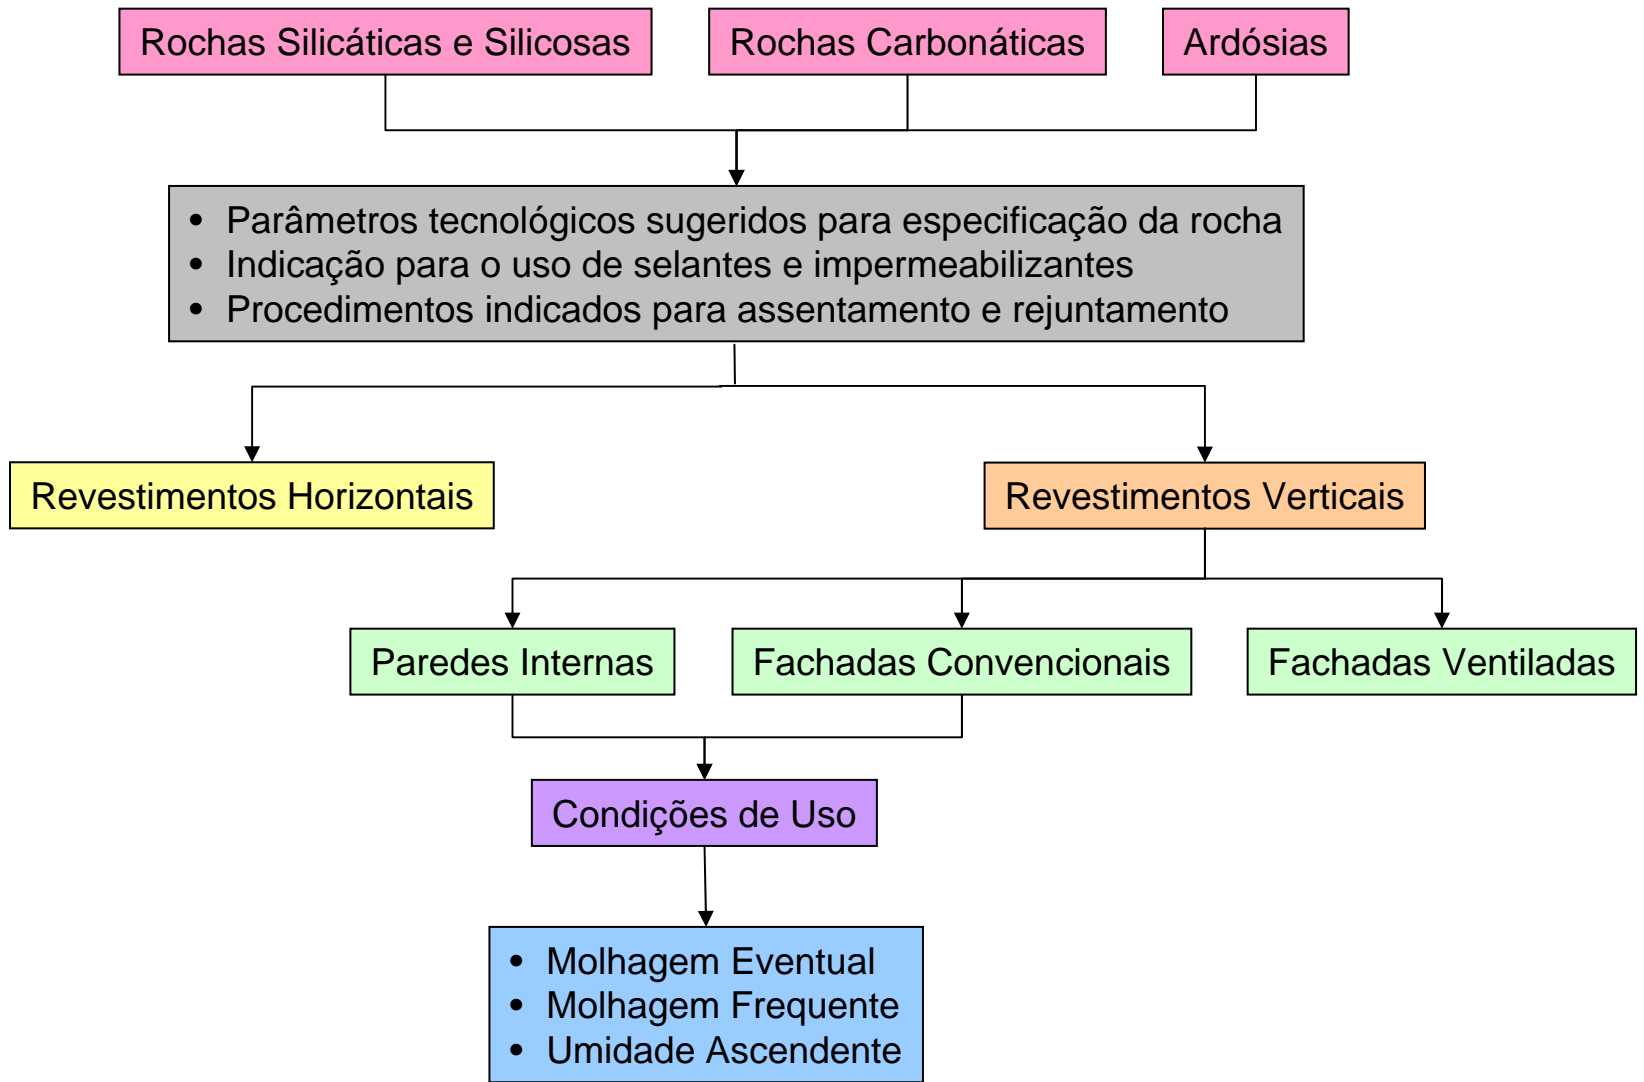 Rochas Silicáticas e Silicosas
Rochas Carbonáticas
Ardósias
• Parâmetros tecnológicos sugeridos para especificação da rocha
• Indicação para o uso de selantes e impermeabilizantes
• Procedimentos indicados para assentamento e rejuntamento
Revestimentos Horizontais
Revestimentos Verticais
Paredes Internas
Fachadas Convencionais
Fachadas Ventiladas
Condições de Uso
• Molhagem Eventual
• Molhagem Frequente
• Umidade Ascendente